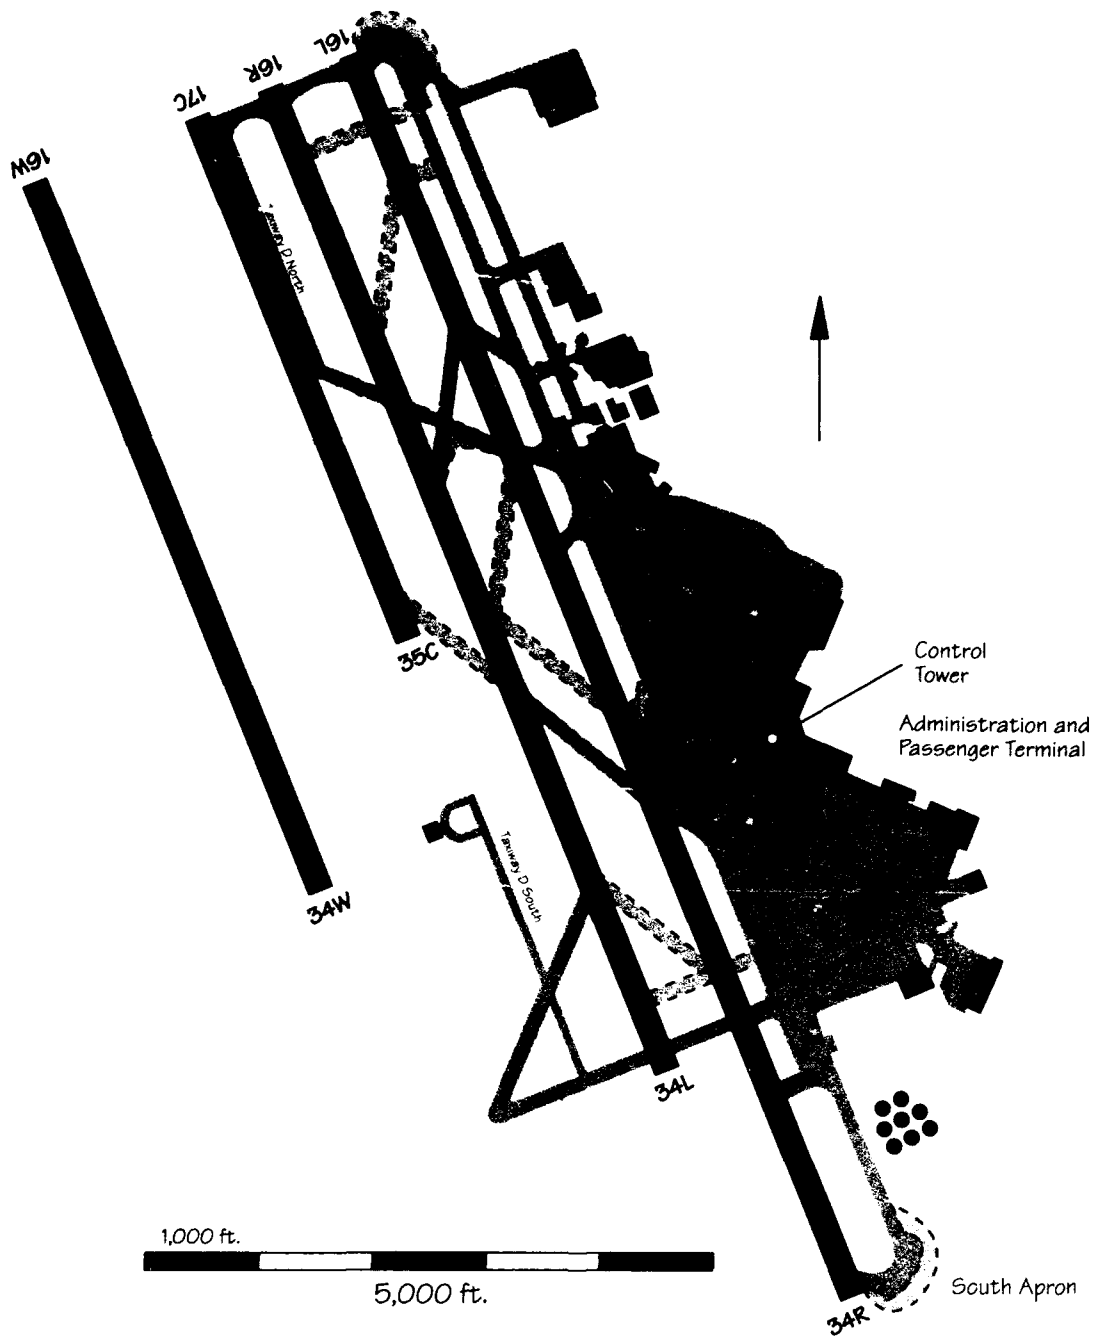 16L
16R
17C
16W
Taxiway D North
Control
Tower
35C
Administration and
Passenger Terminal
Taxiway D South
34W
34L
1,000 ft.
5,000 ft.
South Apron
34R